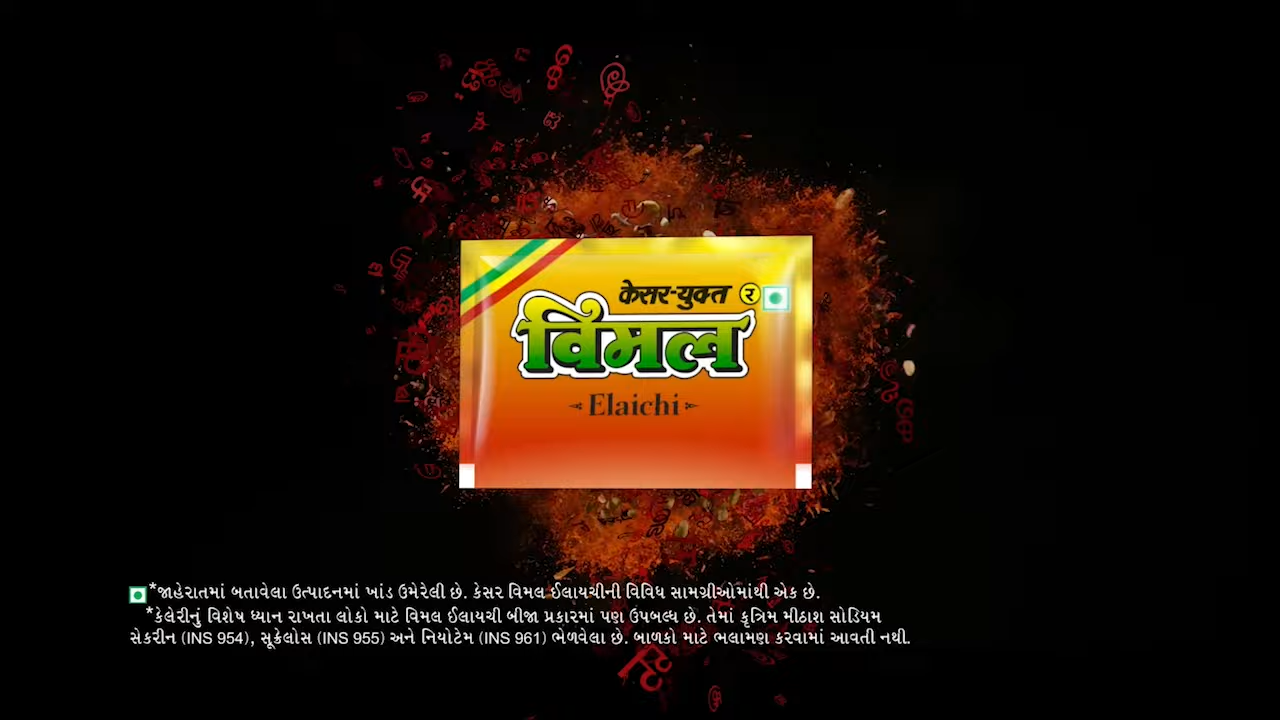 केसर-युक्त र
विमल
Elaichi
*જાહેરાતમાં બતાવેલા ઉત્પાદનમાં ખાંડ ઉમેરેલી છે. કેસર વિમલ ઈલાયચીની વિવિધ સામગ્રીઓમાંથી એક છે.
*કેલેરીનું વિશેષ ધ્યાન રાખતા લોકો માટે વિમલ ઈલાયચી બીજા પ્રકારમાં પણ ઉપલબ્ધ છે. તેમાં કૃત્રિમ મીઠાશ સોડિયમ
સેકરીન (INS 954), સૂક્રેલોસ (INS 955) અને નિયોટેમ (INS 961) ભેળવેલા છે. બાળકો માટે ભલામણ કરવામાં આવતી નથી.